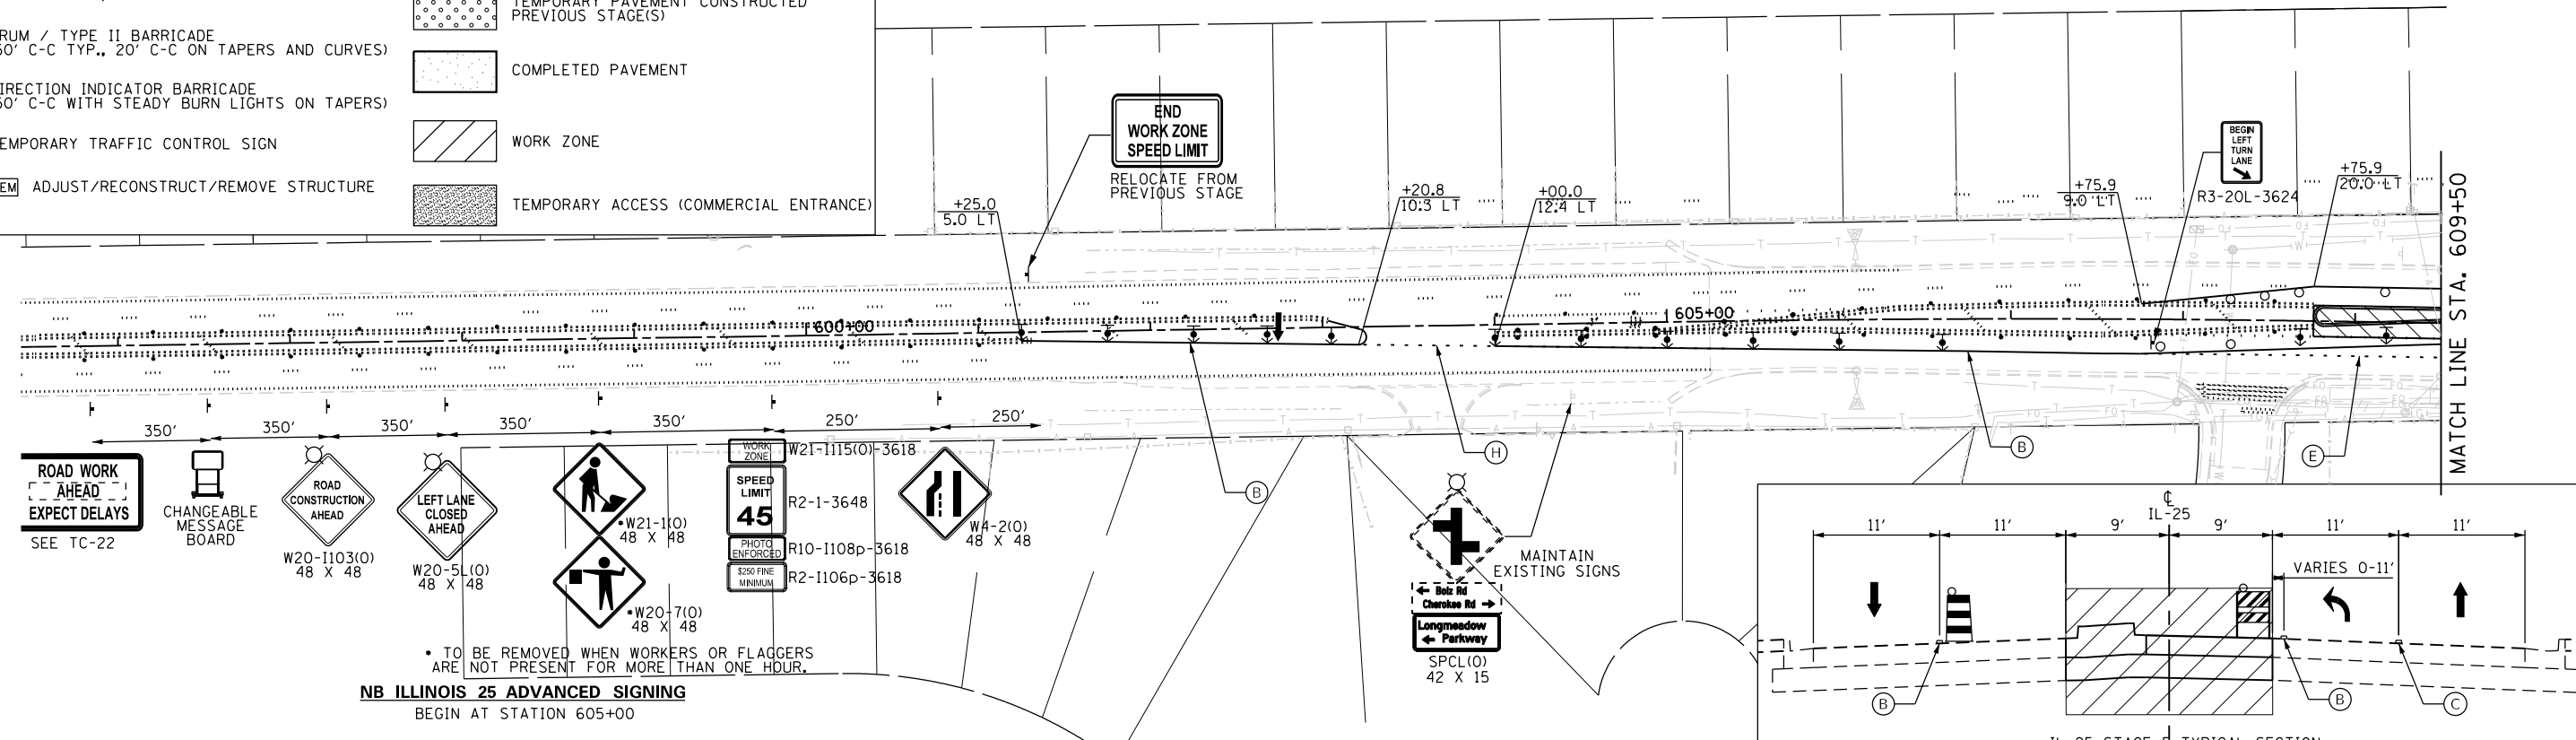 TEMPORARY PAVEMENT CONSTRUCTED
PREVIOUS STAGE(S)
RUM / TYPE II BARRICADE
50' C-C TYP., 20' C-C ON TAPERS AND CURVES)
COMPLETED PAVEMENT
IRECTION INDICATOR BARRICADE
50' C-C WITH STEADY BURN LIGHTS ON TAPERS)
EMPORARY TRAFFIC CONTROL SIGN
WORK ZONE
EM ADJUST/RECONSTRUCT/REMOVE STRUCTURE
TEMPORARY ACCESS (COMMERCIAL ENTRANCE)
END
WORK ZONE
SPEED LIMIT
RELOCATE FROM
PREVIOUS STAGE
+25.0
5.0 LT
+20.8
10.3 LT
+00.0
12.4 LT
+75.9
9.0 LT
BEGIN
LEFT
TURN
LANE
R3-20L-3624
+75.9
20.0 LT
MATCH LINE STA. 609+50
600+00
605+00
350'
350'
350'
350'
350'
250'
250'
B
H
B
E
ROAD WORK
AHEAD
EXPECT DELAYS
SEE TC-22
CHANGEABLE
MESSAGE
BOARD
ROAD
CONSTRUCTION
AHEAD
W20-I103(O)
48 X 48
LEFT LANE
CLOSED
AHEAD
W20-5L(O)
48 X 48
*W21-1(O)
48 X 48
*W20-7(O)
48 X 48
WORK
ZONE
W21-I115(O)-3618
SPEED
LIMIT
45
R2-1-3648
PHOTO
ENFORCED
R10-I108p-3618
$250 FINE
MINIMUM
R2-I106p-3618
W4-2(O)
48 X 48
* TO BE REMOVED WHEN WORKERS OR FLAGGERS
ARE NOT PRESENT FOR MORE THAN ONE HOUR.
NB ILLINOIS 25 ADVANCED SIGNING
BEGIN AT STATION 605+00
MAINTAIN
EXISTING SIGNS
Bolz Rd
Cherokee Rd
Longmeadow
Parkway
SPCL(O)
42 X 15
℄
IL-25
11'
11'
9'
9'
11'
11'
VARIES 0-11'
B
B
C